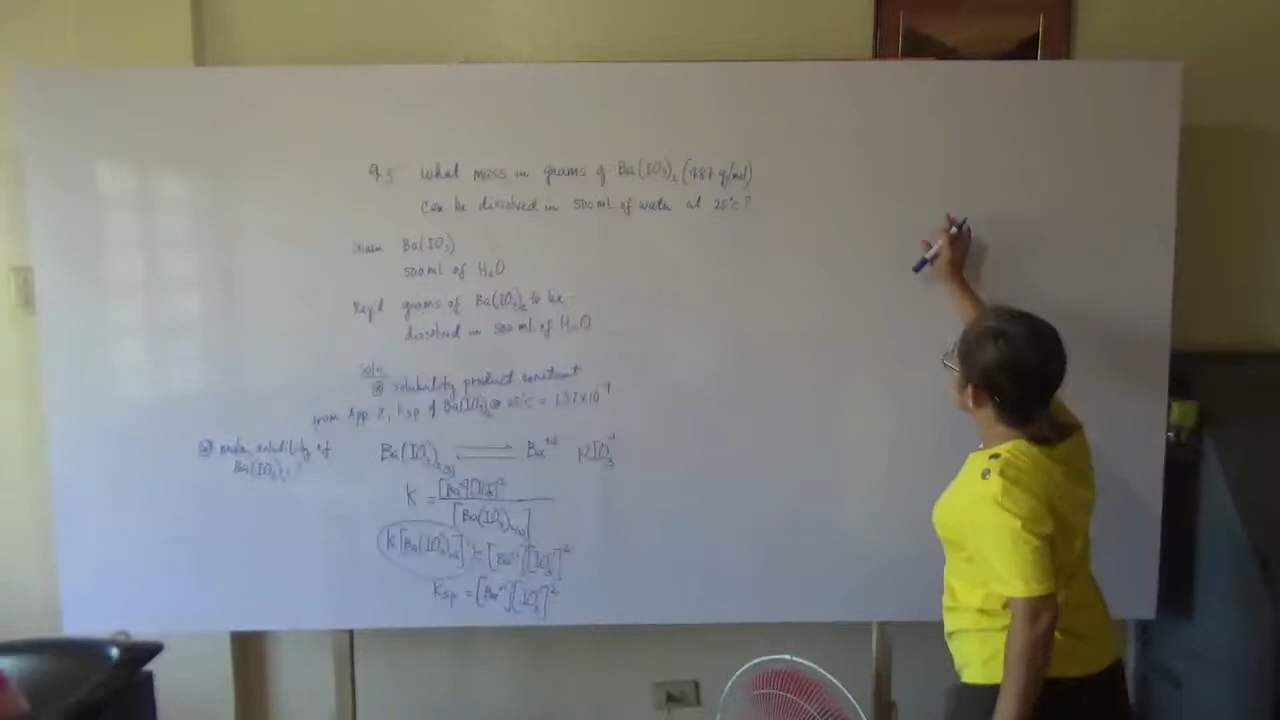 9.5 What mass in grams of Ba(IO₃)₂ (487 g/mol)
can be dissolved in 500 mL of water at 25°C?
Given Ba(IO₃)
500 mL of H₂O
Req'd grams of Ba(IO₃)₂ to be
dissolved in 500 mL of H₂O
Soln.
solubility product constant
from App 2, Ksp of Ba(IO₃)₂ @ 25°C = 1.57 x 10⁻⁹
molar solubility of
Ba(IO₃)₂ ?
Ba(IO₃)₂(s) ⇌ Ba⁺² + 2IO₃⁻¹
K = [Ba⁺²][IO₃]²
[Ba(IO₃)₂(s)]
K[Ba(IO₃)₂(s)] = [Ba⁺²][IO₃⁻]²
Ksp = [Ba⁺²][IO₃⁻]²